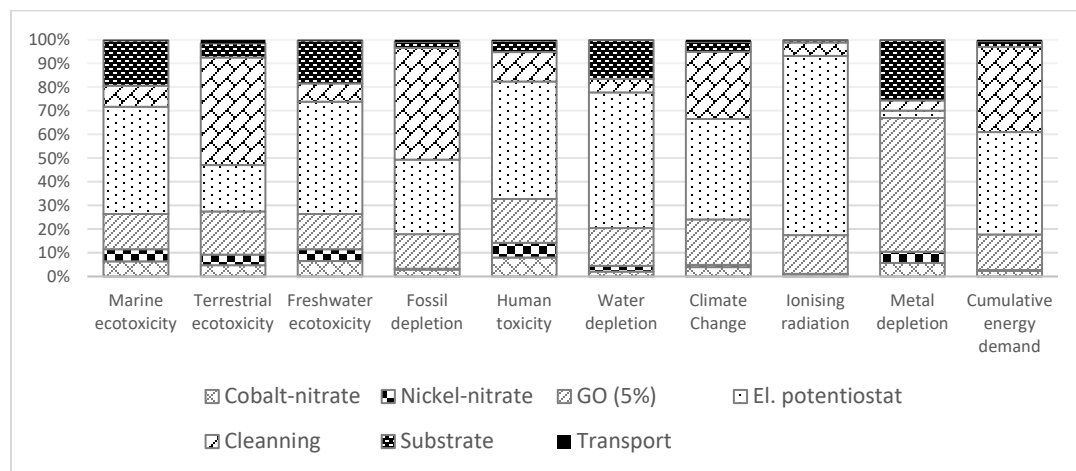 100%
90%
80%
70%
60%
50%
40%
30%
20%
10%
0%
Marine ecotoxicity
Terrestrial ecotoxicity
Freshwater ecotoxicity
Fossil depletion
Human toxicity
Water depletion
Climate Change
Ionising radiation
Metal depletion
Cumulative energy demand
Cobalt-nitrate Nickel-nitrate GO (5%) El. potentiostat
Cleanning Substrate Transport